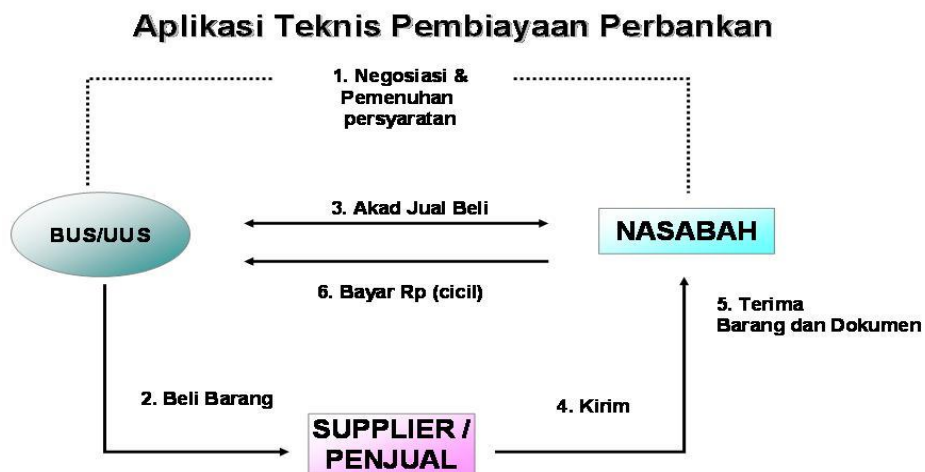 Aplikasi Teknis Pembiayaan Perbankan
1. Negosiasi &
Pemenuhan
persyaratan
BUS/UUS
3. Akad Jual Beli
NASABAH
6. Bayar Rp (cicil)
5. Terima
Barang dan Dokumen
2. Beli Barang
4. Kirim
SUPPLIER /
PENJUAL